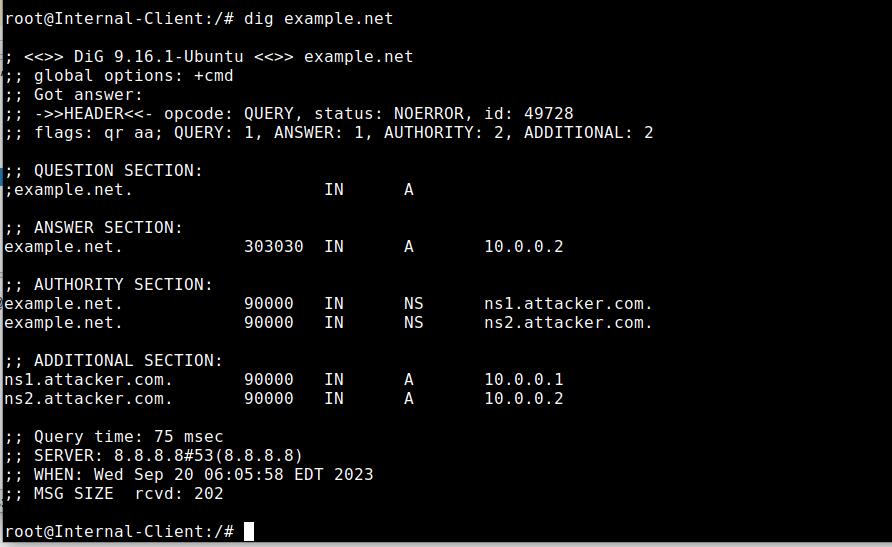 root@Internal-Client:/# dig example.net
; <<>> DiG 9.16.1-Ubuntu <<>> example.net
;; global options: +cmd
;; Got answer:
;; ->>HEADER<<- opcode: QUERY, status: NOERROR, id: 49728
;; flags: qr aa; QUERY: 1, ANSWER: 1, AUTHORITY: 2, ADDITIONAL: 2
;; QUESTION SECTION:
;example.net. IN A
;; ANSWER SECTION:
example.net. 303030 IN A 10.0.0.2
;; AUTHORITY SECTION:
example.net. 90000 IN NS ns1.attacker.com.
example.net. 90000 IN NS ns2.attacker.com.
;; ADDITIONAL SECTION:
ns1.attacker.com. 90000 IN A 10.0.0.1
ns2.attacker.com. 90000 IN A 10.0.0.2
;; Query time: 75 msec
;; SERVER: 8.8.8.8#53(8.8.8.8)
;; WHEN: Wed Sep 20 06:05:58 EDT 2023
;; MSG SIZE rcvd: 202
root@Internal-Client:/#